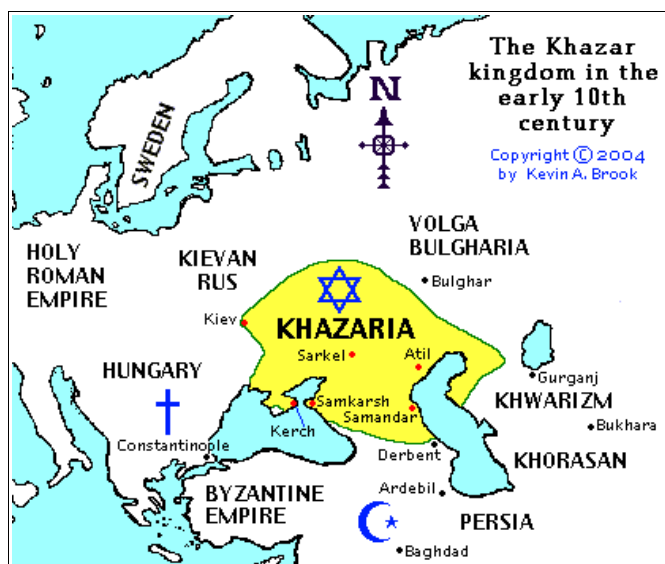 The Khazar
kingdom in the
early 10th
century
Copyright © 2004
by Kevin A. Brook
N
SWEDEN
HOLY
ROMAN
EMPIRE
KIEVAN
RUS
VOLGA
BULGHARIA
Bulghar
Kiev
KHAZARIA
Sarkel
Atil
HUNGARY
Gurganj
Samkarsh
KHWARIZM
Samandar
Kerch
Bukhara
Constantinople
Derbent
KHORASAN
BYZANTINE
EMPIRE
Ardebil
PERSIA
Baghdad